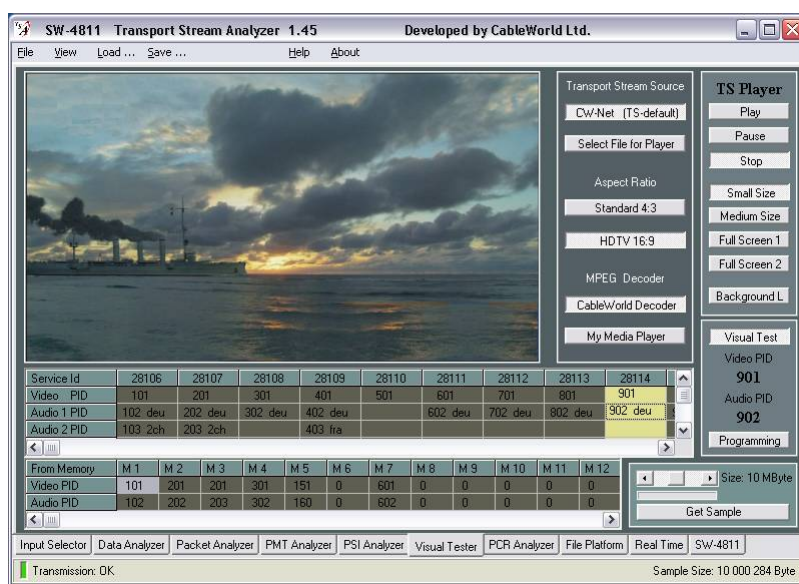 SW-4811 Transport Stream Analyzer 1.45 Developed by CableWorld Ltd.
File View Load ... Save ... Help About
Transport Stream Source
CW-Net (TS-default)
Select File for Player
Aspect Ratio
Standard 4:3
HDTV 16:9
MPEG Decoder
CableWorld Decoder
My Media Player
TS Player
Play
Pause
Stop
Small Size
Medium Size
Full Screen 1
Full Screen 2
Background L
Visual Test
Video PID
901
Audio PID
902
Programming
Service Id 28106 28107 28108 28109 28110 28111 28112 28113 28114
Video PID 101 201 301 401 501 601 701 801 901
Audio 1 PID 102 deu 202 deu 302 deu 402 deu 602 deu 702 deu 802 deu 902 deu
Audio 2 PID 103 2ch 203 2ch 403 fra
From Memory M 1 M 2 M 3 M 4 M 5 M 6 M 7 M 8 M 9 M 10 M 11 M 12
Video PID 101 201 201 301 151 0 601 0 0 0 0 0
Audio PID 102 202 203 302 160 0 602 0 0 0 0 0
Size: 10 MByte
Get Sample
Input Selector Data Analyzer Packet Analyzer PMT Analyzer PSI Analyzer Visual Tester PCR Analyzer File Platform Real Time SW-4811
Transmission: OK Sample Size: 10 000 284 Byte